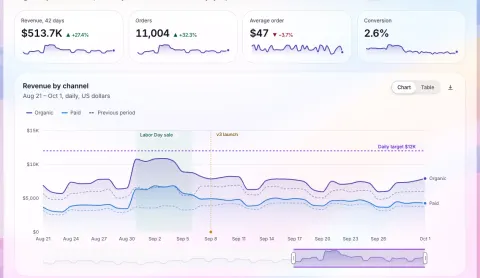 Revenue, 42 days
Orders
Average order
Conversion
$513.7K ▲ +27.4%
11,004 ▲ +32.3%
$47 ▼ -3.7%
2.6%
Revenue by channel
Aug 21 – Oct 1, daily, US dollars
Chart
Table
Organic
Paid
Previous period
$15K
$10K
$5,000
$0
Labor Day sale
v3 launch
Daily target $12K
Organic
Paid
Aug 21
Aug 24
Aug 27
Aug 30
Sep 2
Sep 5
Sep 8
Sep 11
Sep 14
Sep 17
Sep 20
Sep 23
Oct 1